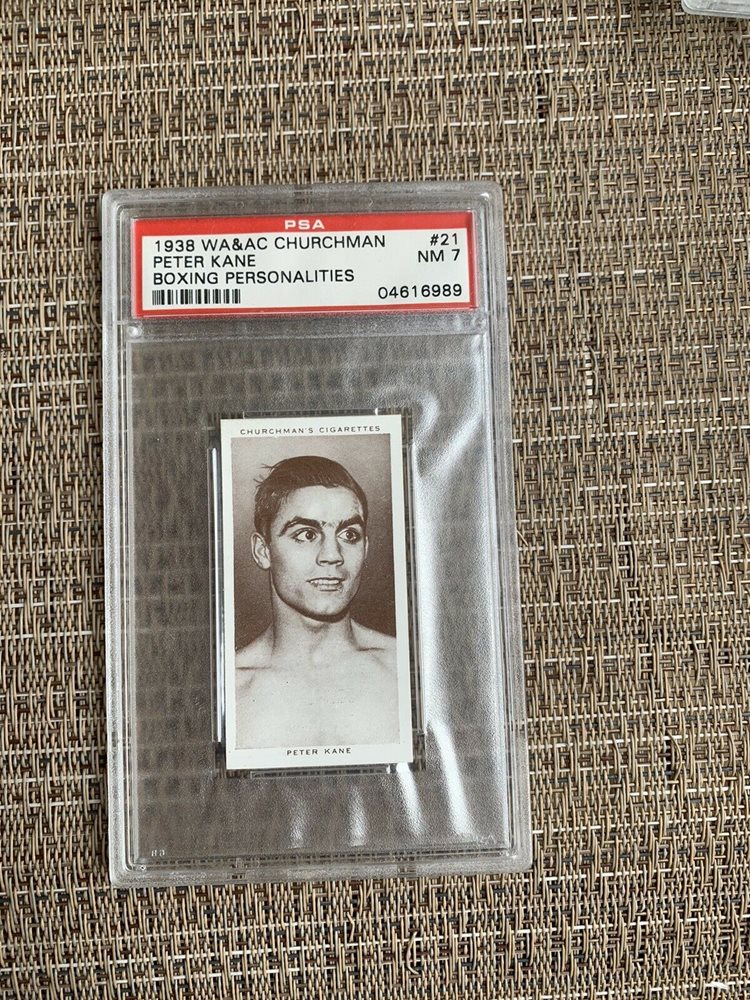 PSA
1938 WA&AC CHURCHMAN #21
PETER KANE NM 7
BOXING PERSONALITIES
04616989
CHURCHMAN'S CIGARETTES
PETER KANE